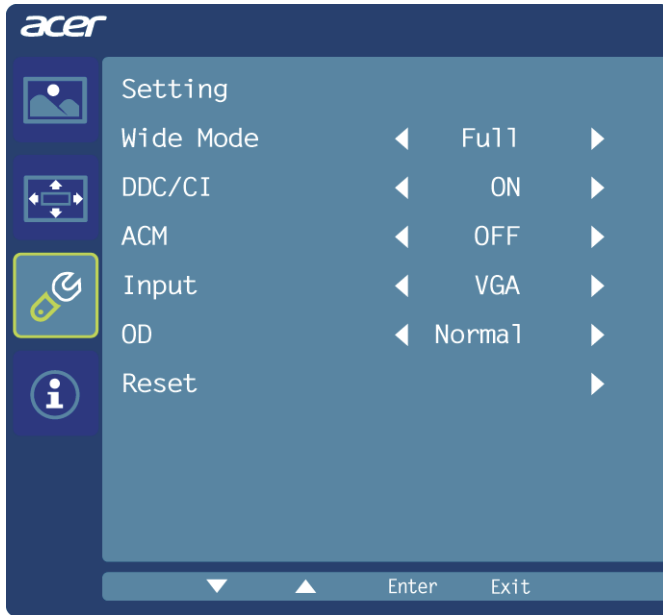 acer
Setting
Wide Mode Full
DDC/CI ON
ACM OFF
Input VGA
OD Normal
Reset
Enter Exit